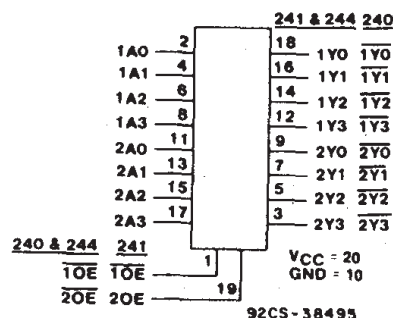 241 & 244 240
1A0 2 18 1Y0 1Y0
1A1 4 16 1Y1 1Y1
1A2 6 14 1Y2 1Y2
1A3 8 12 1Y3 1Y3
2A0 11 9 2Y0 2Y0
2A1 13 7 2Y1 2Y1
2A2 15 5 2Y2 2Y2
2A3 17 3 2Y3 2Y3
240 & 244 241
1OE 1OE 1
2OE 2OE 19
VCC = 20
GND = 10
92CS-38495